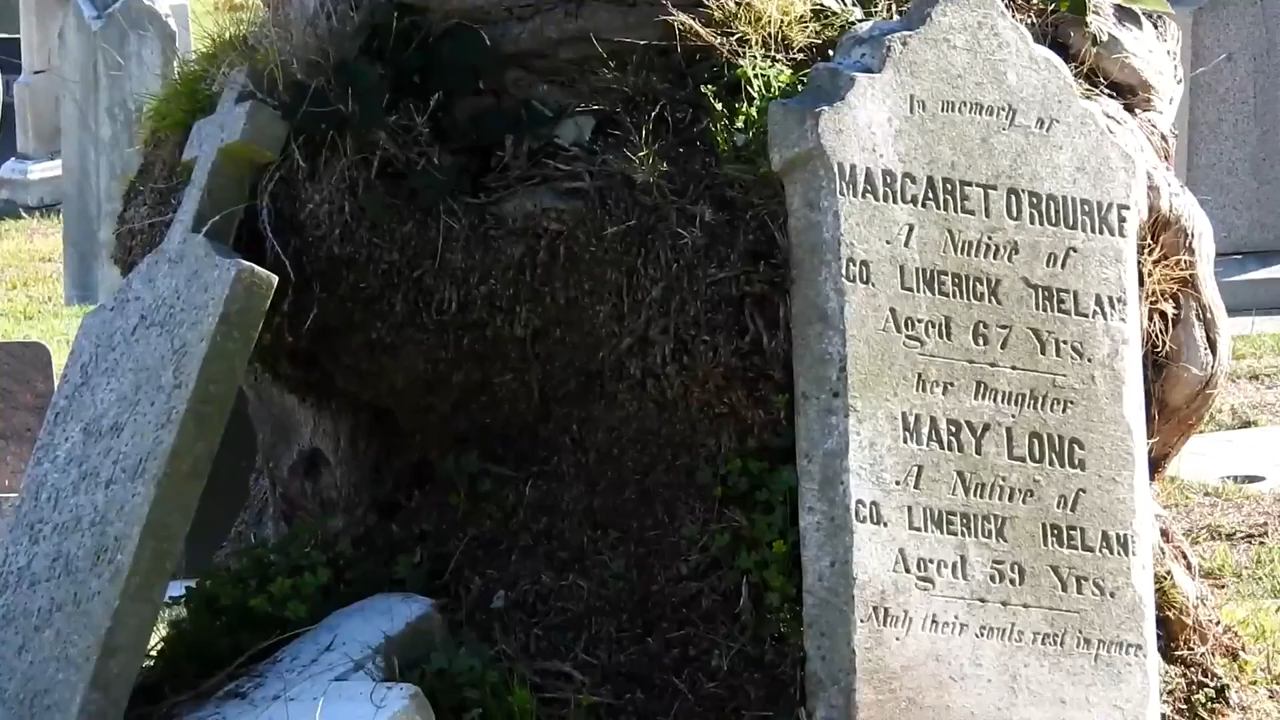 In memory of
MARGARET O'ROURKE
A Native of
CO. LIMERICK IRELAN
Aged 67 Yrs.
her Daughter
MARY LONG
A Native of
CO. LIMERICK IRELAN
Aged 59 Yrs.
May their souls rest in peace.